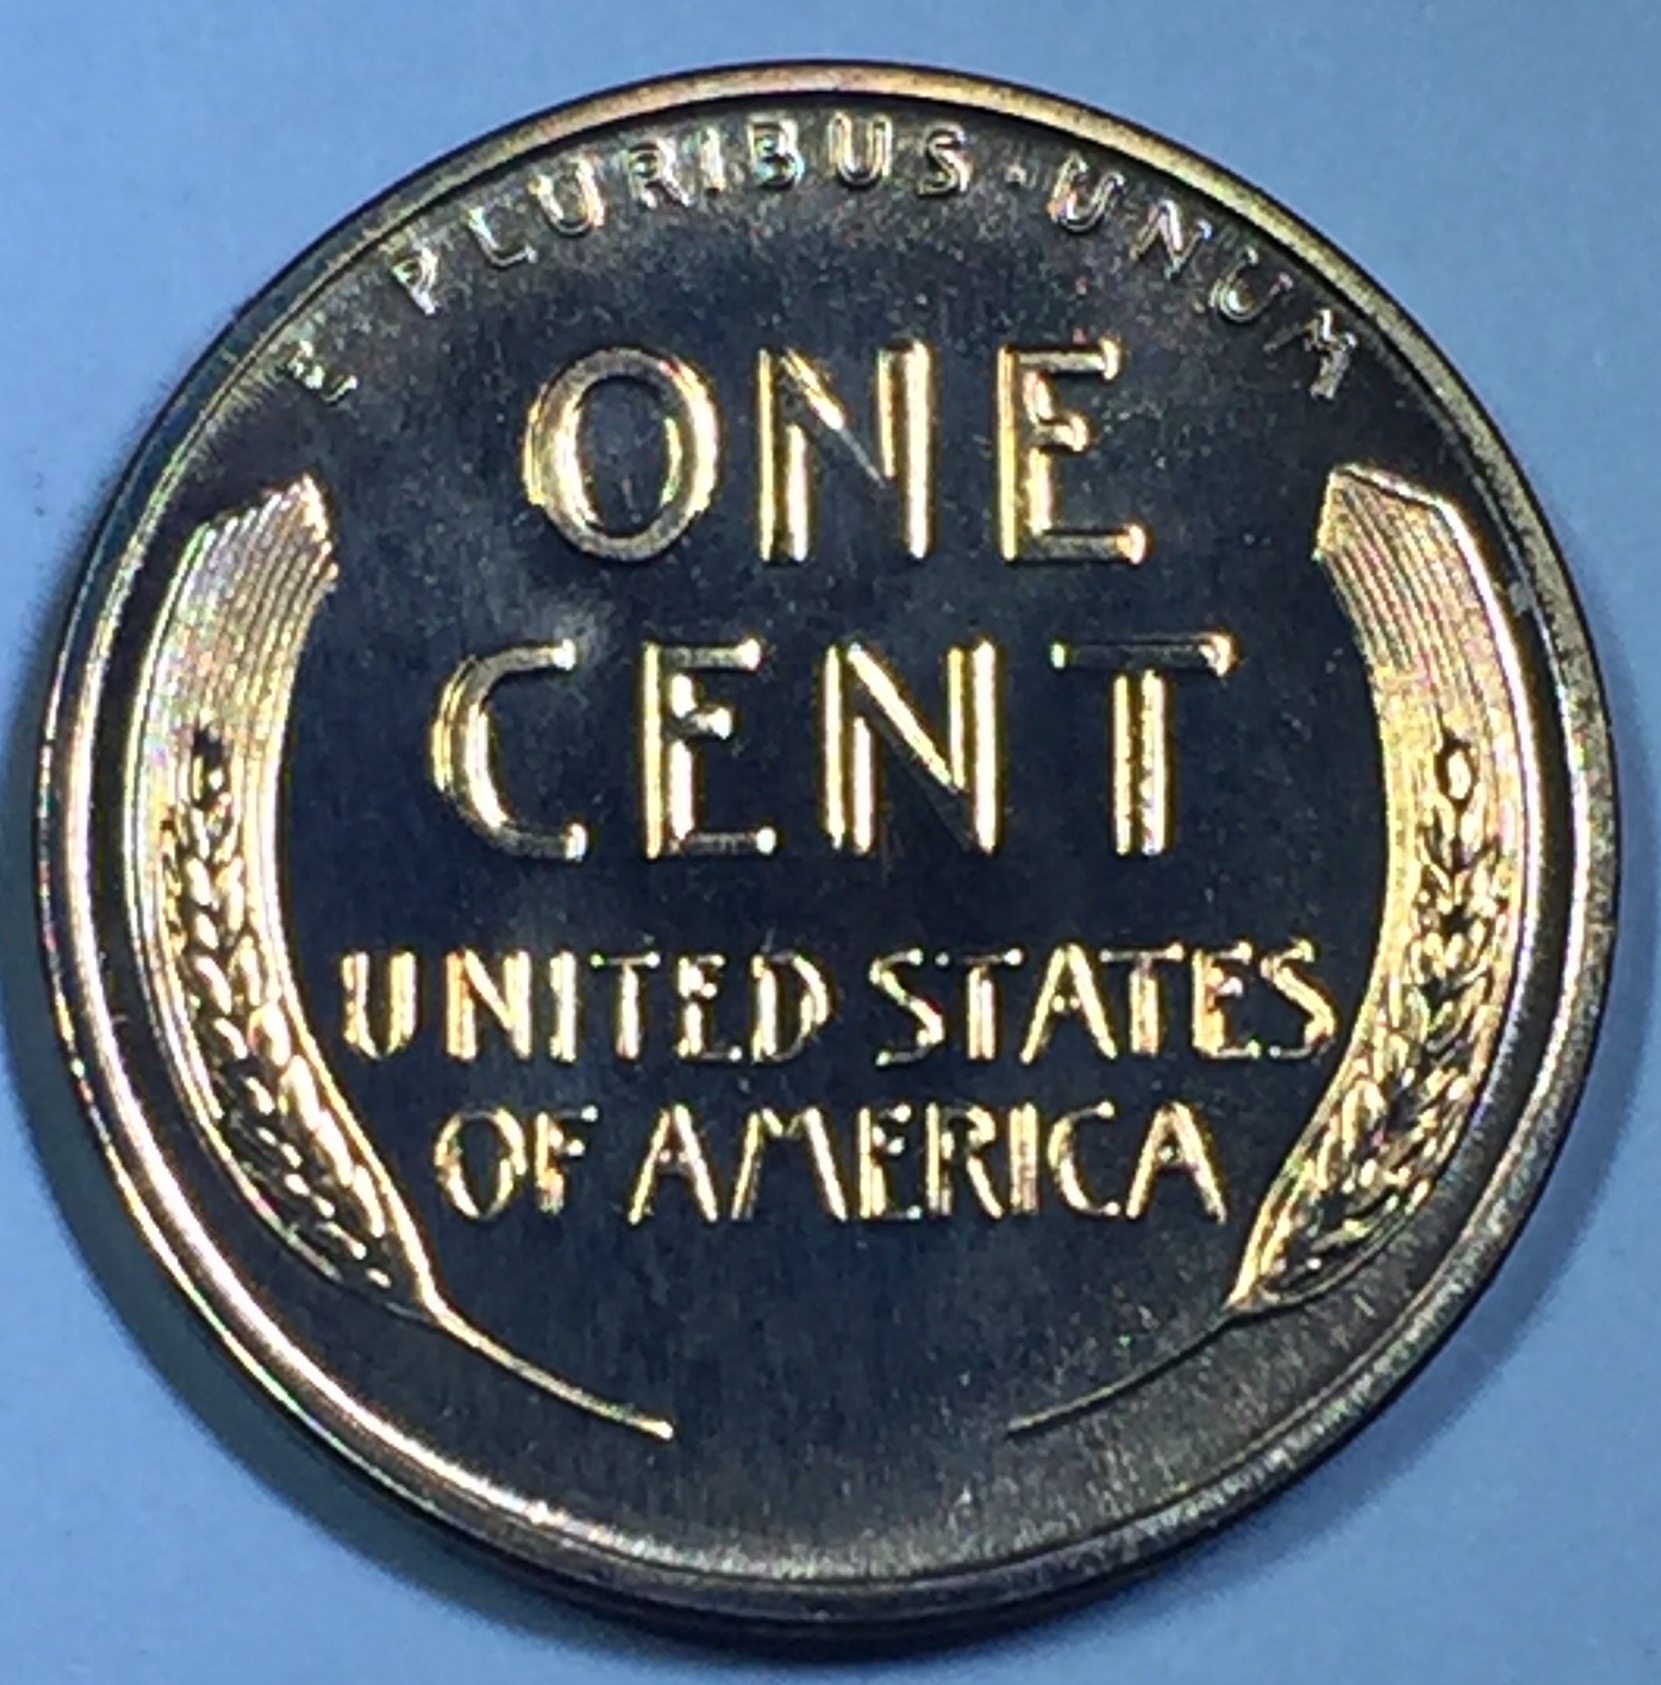 E PLURIBUS · UNUM
ONE
CENT
UNITED STATES
OF AMERICA